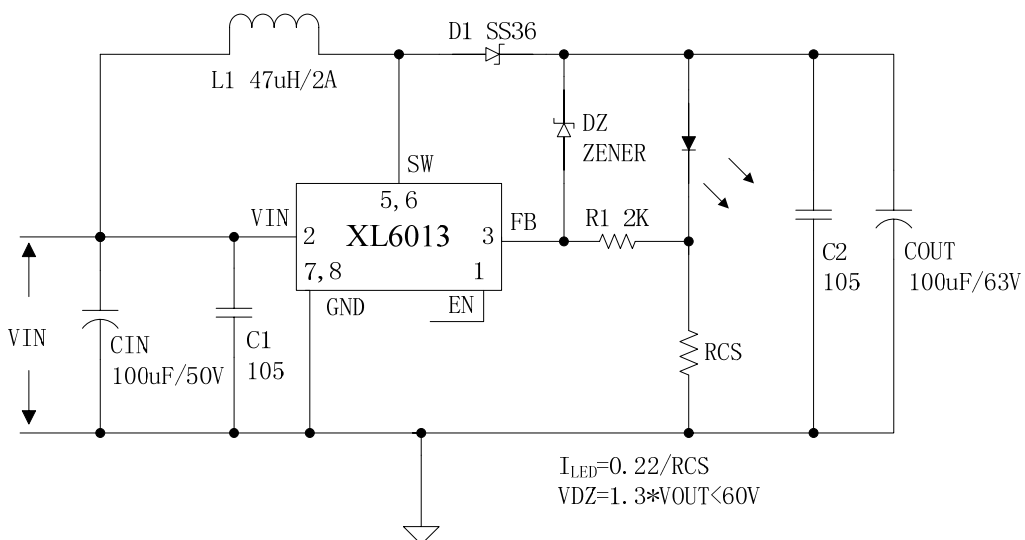 D1 SS36
L1 47uH/2A
DZ
ZENER
SW
5,6
VIN
2
XL6013
3
FB
R1 2K
7,8
1
GND
EN
C2
105
COUT
100uF/63V
VIN
CIN
100uF/50V
C1
105
RCS
ILED=0.22/RCS
VDZ=1.3*VOUT<60V